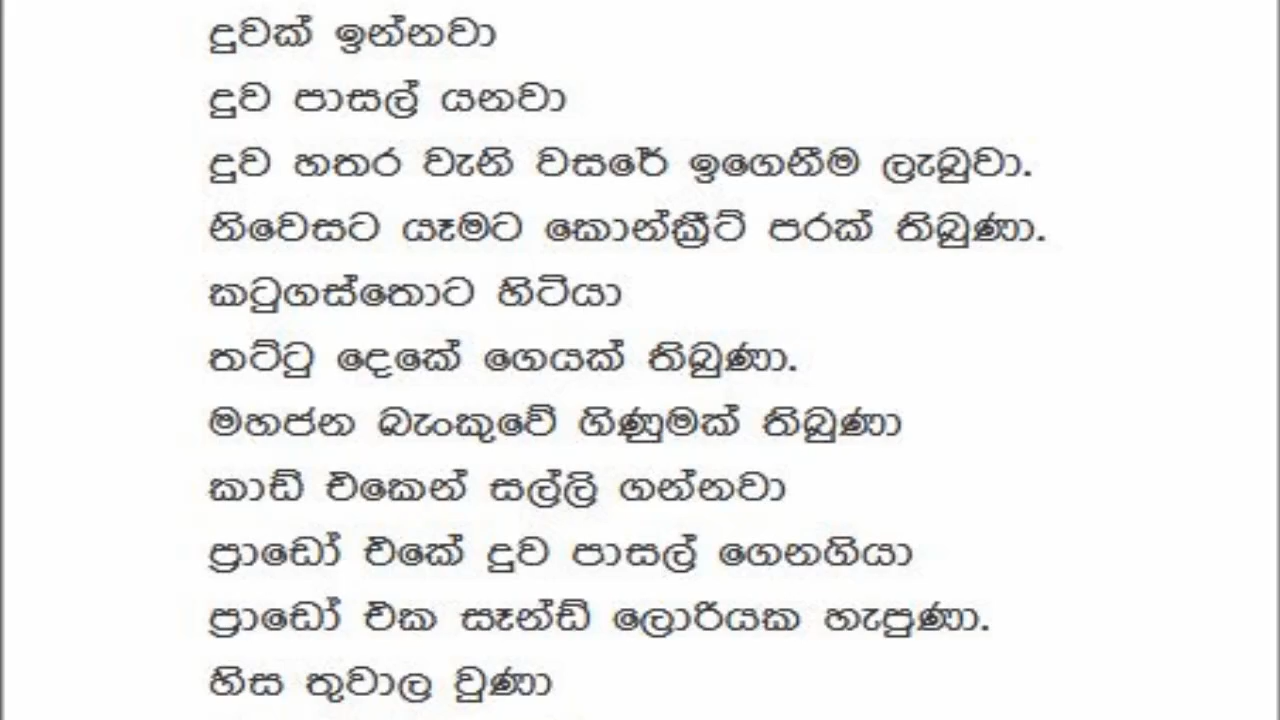 දුවක් ඉන්නවා
දුව පාසල් යනවා
දුව හතර වැනි වසරේ ඉගෙනීම ලැබුවා.
නිවෙසට යෑමට කොන්ක්‍රීට් පරක් තිබුණා.
කටුගස්තොට හිටියා
තට්ටු දෙකේ ගෙයක් තිබුණා.
මහජන බැංකුවේ ගිණුමක් තිබුණා
කාඩ් එකෙන් සල්ලි ගන්නවා
ප්‍රාඩෝ එකේ දුව පාසල් ගෙනගියා
ප්‍රාඩෝ එක සෑන්ඩ් ලොරියක හැපුණා.
හිස තුවාල වුණා